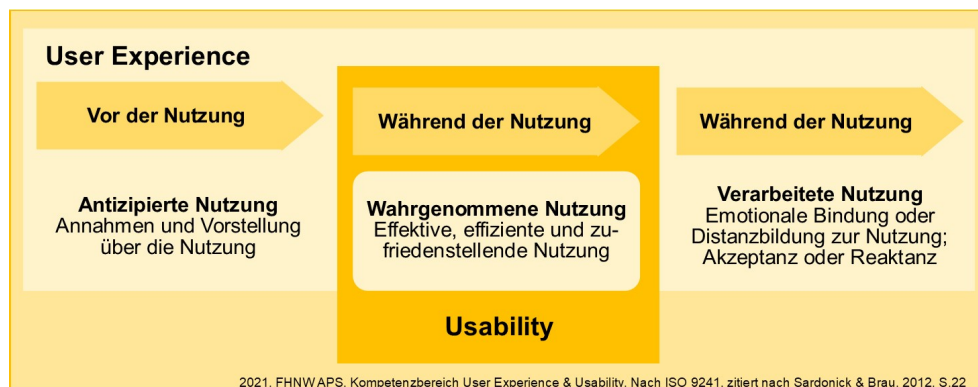 User Experience
Vor der Nutzung
Während der Nutzung
Während der Nutzung
Antizipierte Nutzung
Annahmen und Vorstellung
über die Nutzung
Wahrgenommene Nutzung
Effektive, effiziente und zu-
friedenstellende Nutzung
Verarbeitete Nutzung
Emotionale Bindung oder
Distanzbildung zur Nutzung;
Akzeptanz oder Reaktanz
Usability
2021, FHNW APS, Kompetenzbereich User Experience & Usability, Nach ISO 9241, zitiert nach Sardonick & Brau, 2012, S.22